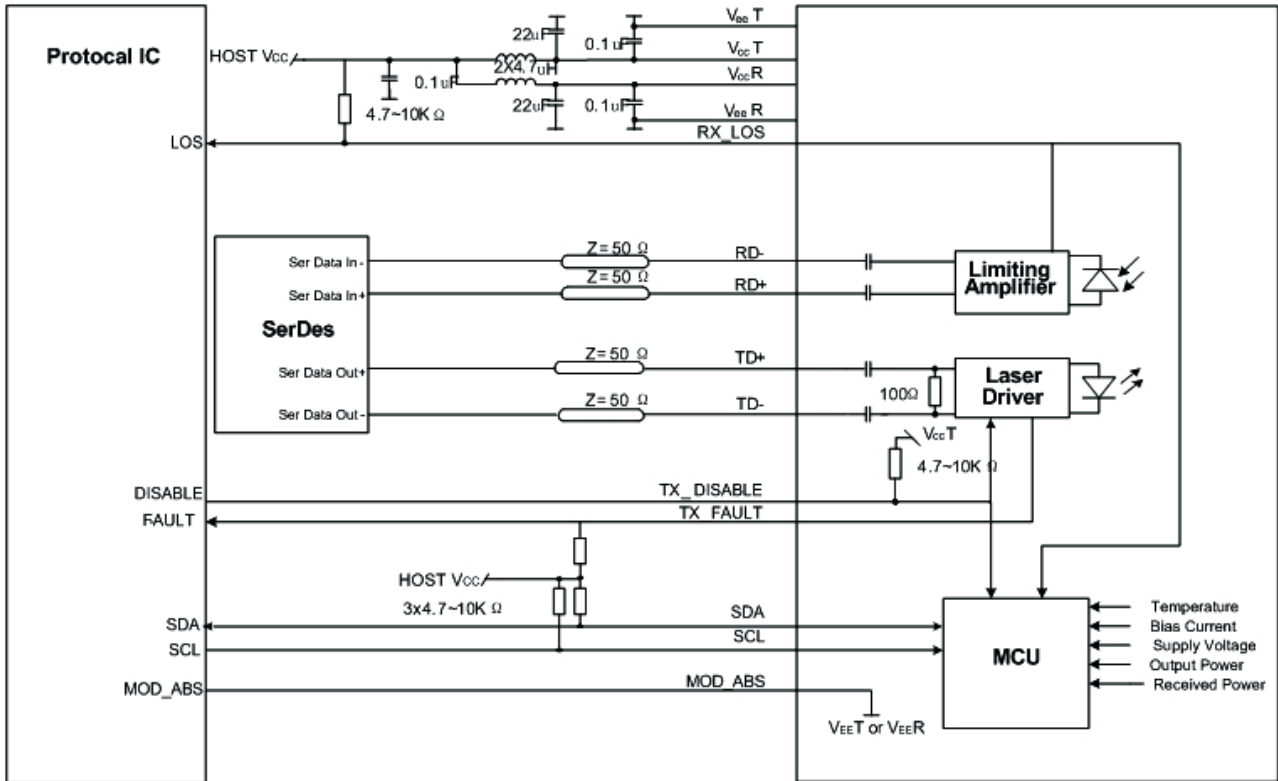 Protocal IC
HOST Vcc
22uF
0.1uF
VeeT
VccT
2X4.7uH
0.1uF
VccR
4.7~10K Ω
22uF
0.1uF
VeeR
LOS
RX_LOS
Z= 50 Ω
RD-
Ser Data In -
Z= 50 Ω
RD+
Ser Data In +
Limiting
Amplifier
SerDes
Z= 50 Ω
TD+
Ser Data Out+
Laser
Driver
100Ω
Z= 50 Ω
TD-
Ser Data Out -
VccT
4.7~10K Ω
DISABLE
TX_DISABLE
FAULT
TX_FAULT
HOST Vcc
3x4.7~10K Ω
SDA
SDA
SCL
SCL
MCU
Temperature
Bias Current
Supply Voltage
Output Power
Received Power
MOD_ABS
MOD_ABS
VEET or VEER